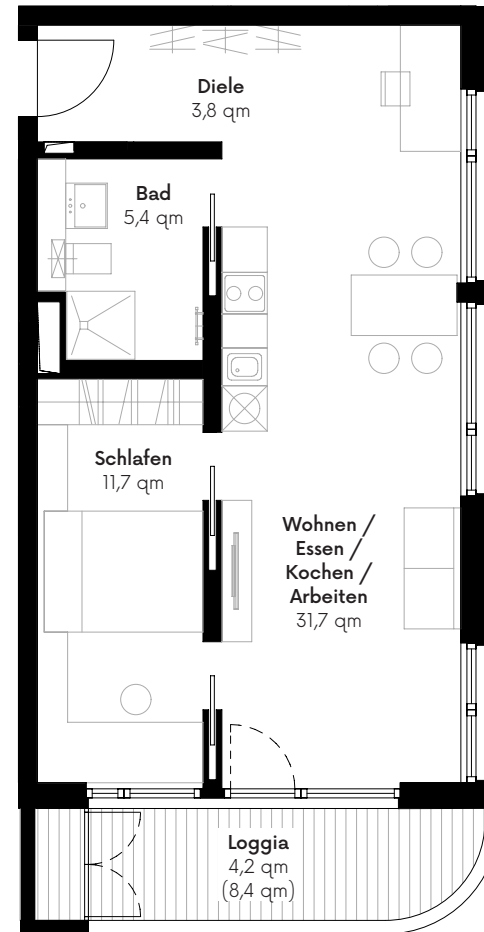 Diele
3,8 qm
Bad
5,4 qm
Schlafen
11,7 qm
Wohnen /
Essen /
Kochen /
Arbeiten
31,7 qm
Loggia
4,2 qm
(8,4 qm)